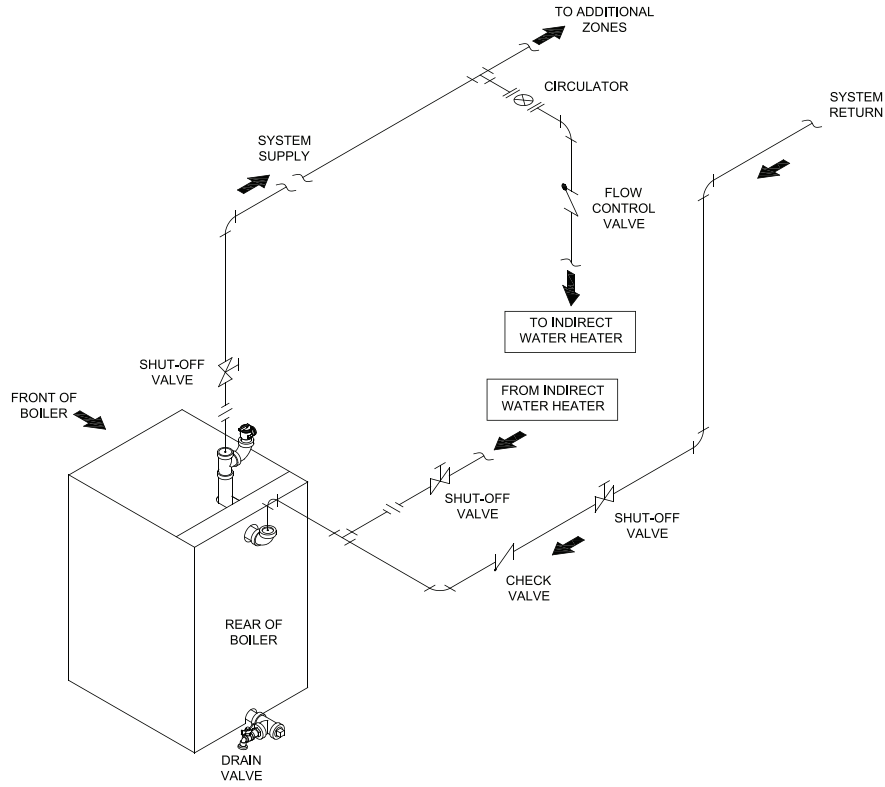 TO ADDITIONAL
ZONES
CIRCULATOR
SYSTEM
RETURN
SYSTEM
SUPPLY
FLOW
CONTROL
VALVE
TO INDIRECT
WATER HEATER
SHUT-OFF
VALVE
FROM INDIRECT
WATER HEATER
FRONT OF
BOILER
SHUT-OFF
VALVE
SHUT-OFF
VALVE
CHECK
VALVE
REAR OF
BOILER
DRAIN
VALVE